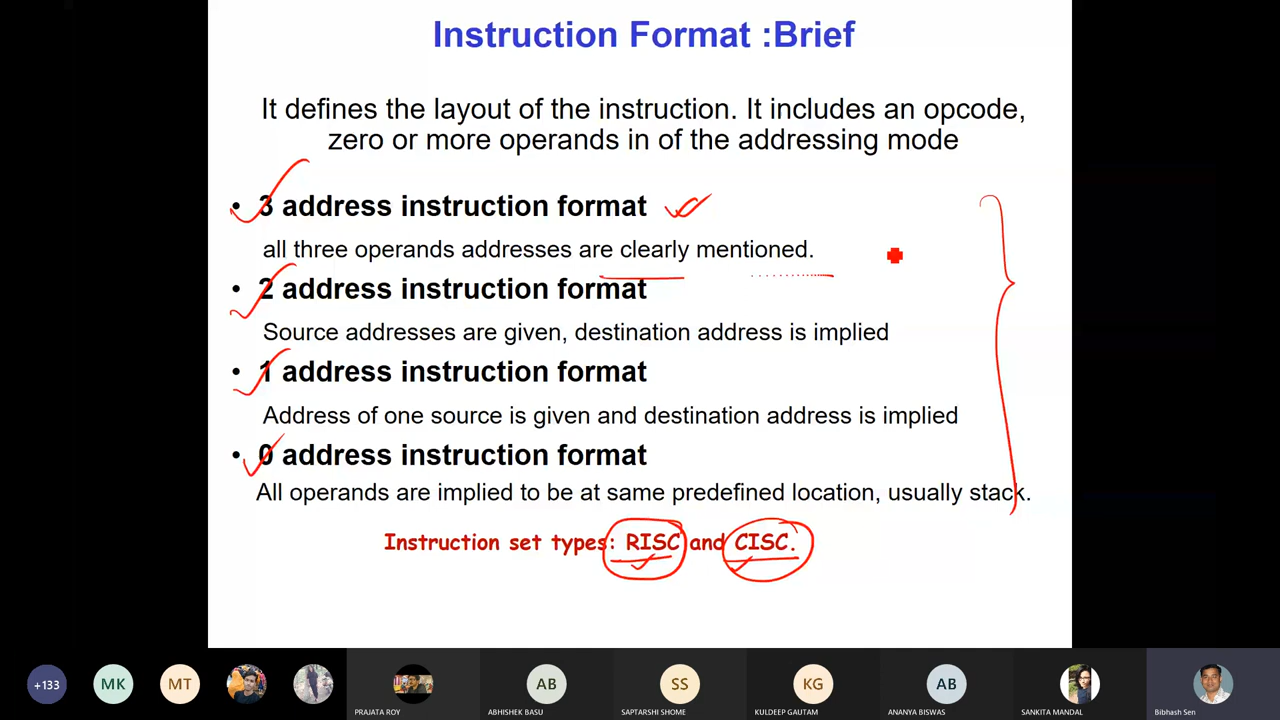 Instruction Format :Brief
It defines the layout of the instruction. It includes an opcode,
zero or more operands in of the addressing mode
• 3 address instruction format
all three operands addresses are clearly mentioned.
• 2 address instruction format
Source addresses are given, destination address is implied
• 1 address instruction format
Address of one source is given and destination address is implied
• 0 address instruction format
All operands are implied to be at same predefined location, usually stack.
Instruction set types: RISC and CISC.
+133
MK
MT
AB
SS
KG
AB
PRAJATA ROY
ABHISHEK BASU
SAPTARSHI SHOME
KULDEEP GAUTAM
ANANYA BISWAS
SANKITA MANDAL
Bibhash Sen